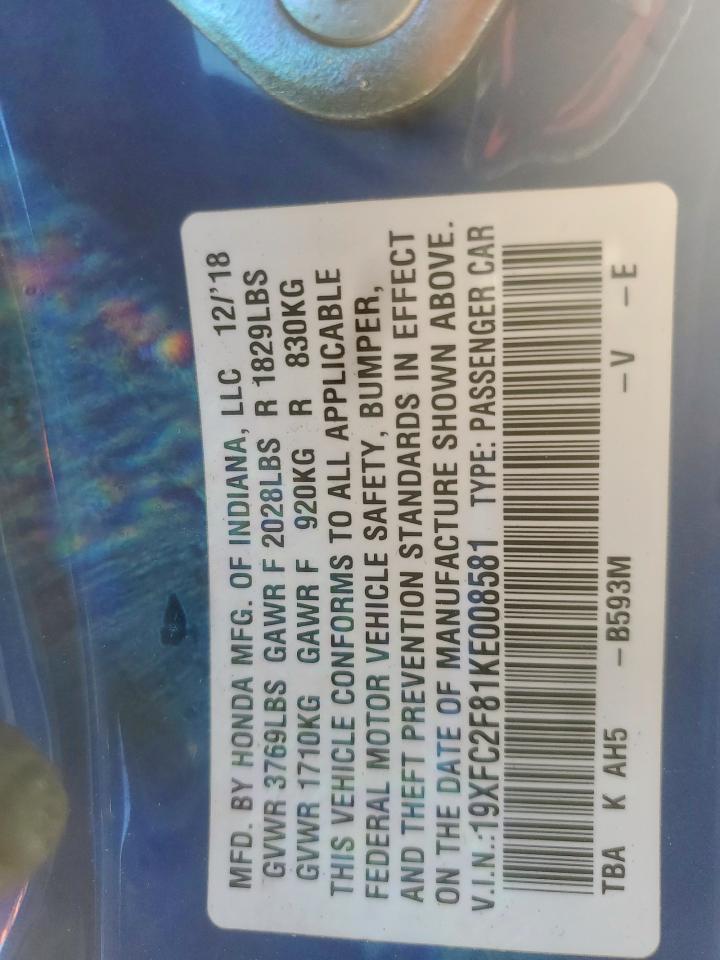 MFD. BY HONDA MFG. OF INDIANA, LLC 12/'18
GVWR 3769LBS GAWR F 2028LBS R 1829LBS
GVWR 1710KG GAWR F 920KG R 830KG
THIS VEHICLE CONFORMS TO ALL APPLICABLE
FEDERAL MOTOR VEHICLE SAFETY, BUMPER,
AND THEFT PREVENTION STANDARDS IN EFFECT
ON THE DATE OF MANUFACTURE SHOWN ABOVE.
V.I.N.:19XFC2F81KE008581 TYPE: PASSENGER CAR
TBA K AH5 –B593M –V –E